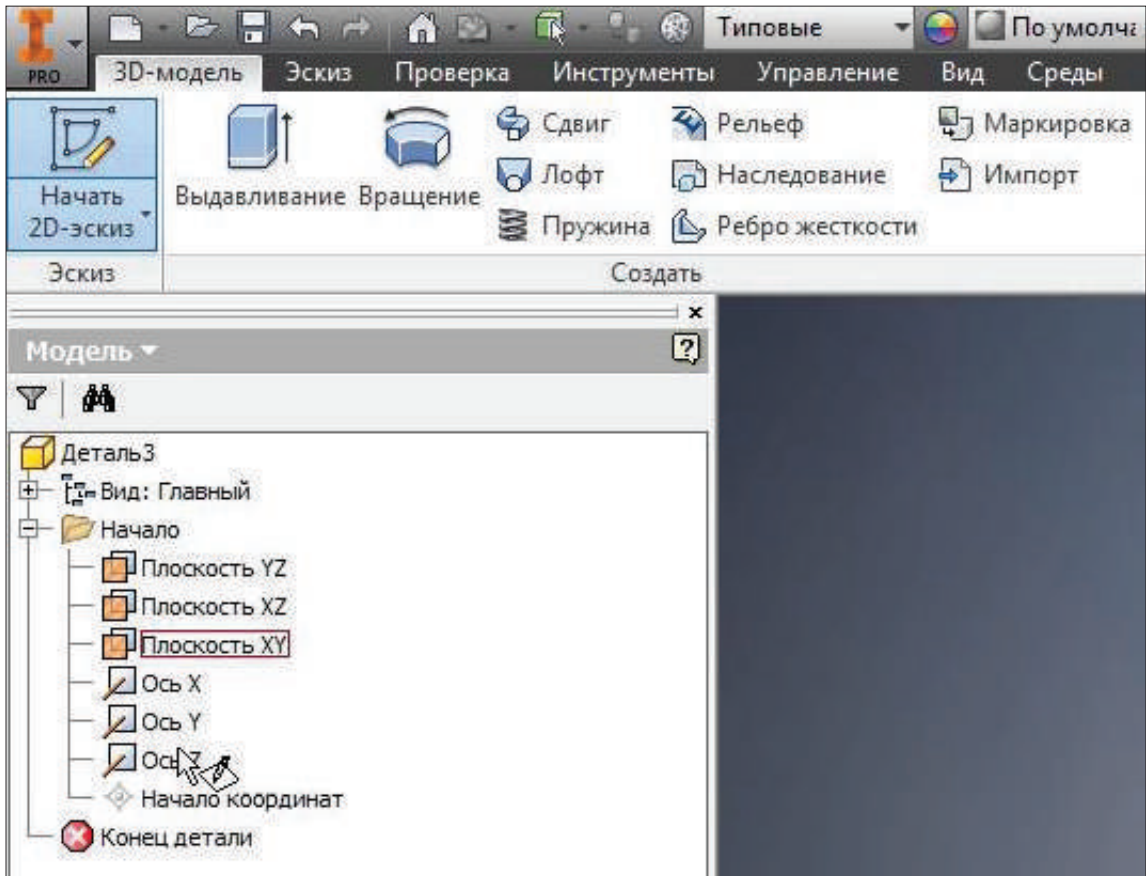 Типовые По умолча
PRO 3D-модель Эскиз Проверка Инструменты Управление Вид Среды
Начать
2D-эскиз
Выдавливание Вращение
Сдвиг Рельеф Маркировка
Лофт Наследование Импорт
Пружина Ребро жесткости
Эскиз Создать
Модель
Деталь3
Вид: Главный
Начало
Плоскость YZ
Плоскость XZ
Плоскость XY
Ось X
Ось Y
Ось Z
Начало координат
Конец детали